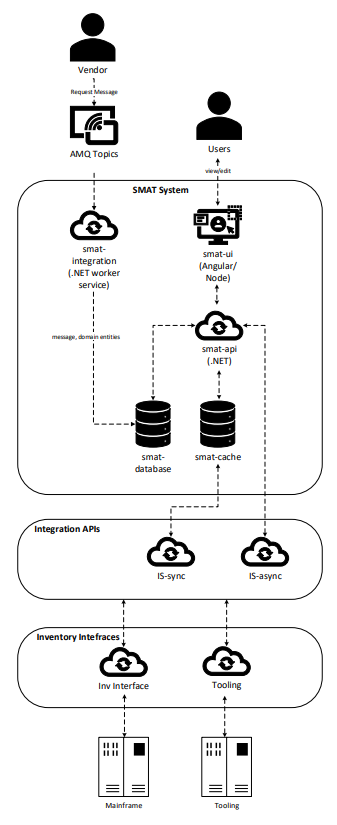 Vendor
Request Message
AMQ Topics
Users
view/edit
SMAT System
smat-
integration
(.NET worker
service)
smat-ui
(Angular/
Node)
message, domain entities
smat-api
(.NET)
smat-
database
smat-cache
Integration APIs
IS-sync
IS-async
Inventory Intefraces
Inv Interface
Tooling
Mainframe
Tooling